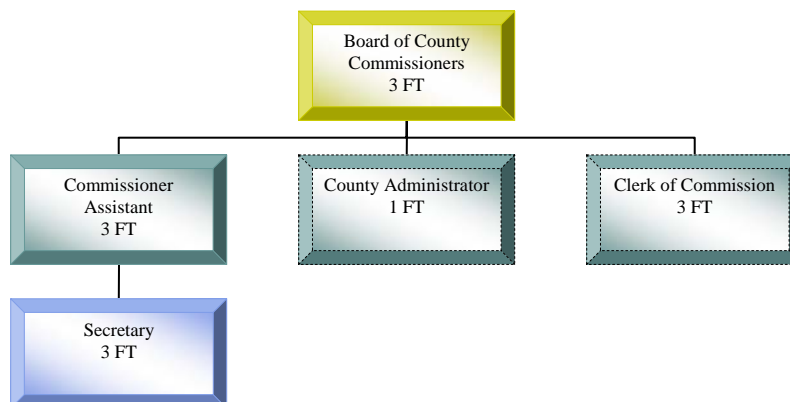 Board of County
Commissioners
3 FT
Commissioner
Assistant
3 FT
County Administrator
1 FT
Clerk of Commission
3 FT
Secretary
3 FT